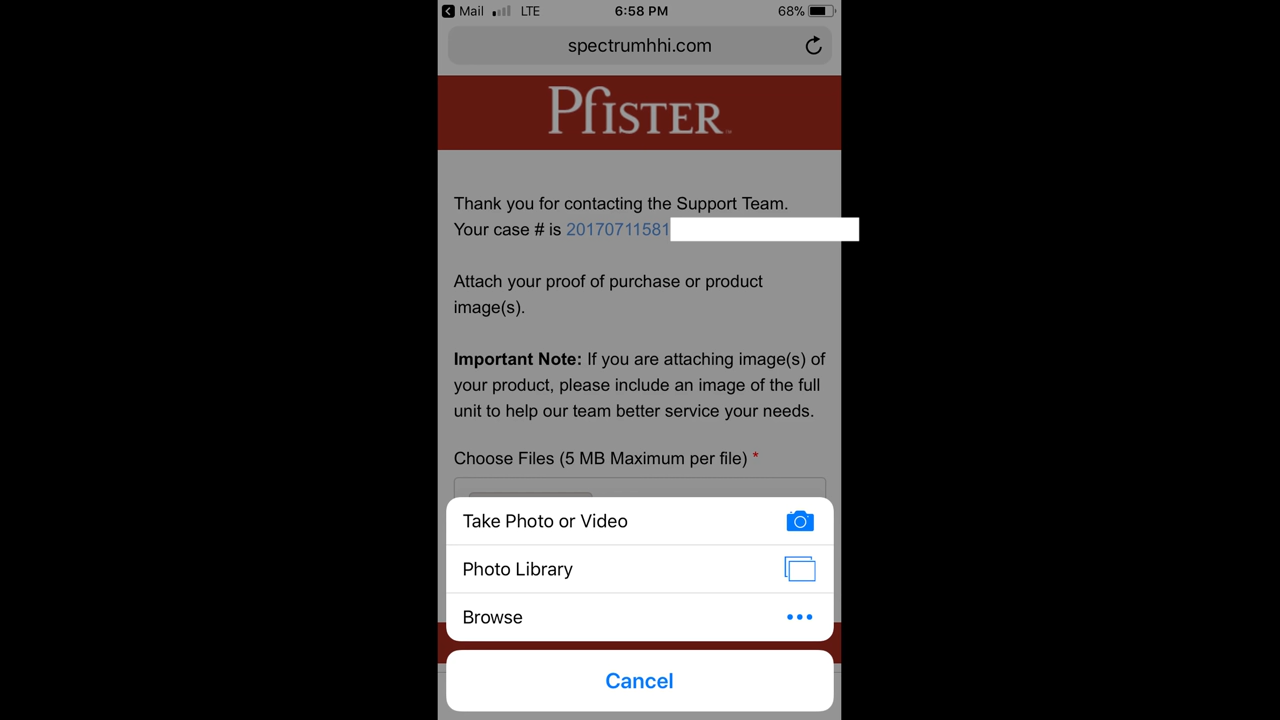 Mail LTE 6:58 PM 68%
spectrumhhi.com
Pfister™
Thank you for contacting the Support Team.
Your case # is 20170711581
Attach your proof of purchase or product
image(s).
Important Note: If you are attaching image(s) of
your product, please include an image of the full
unit to help our team better service your needs.
Choose Files (5 MB Maximum per file) *
Take Photo or Video
Photo Library
Browse
Cancel